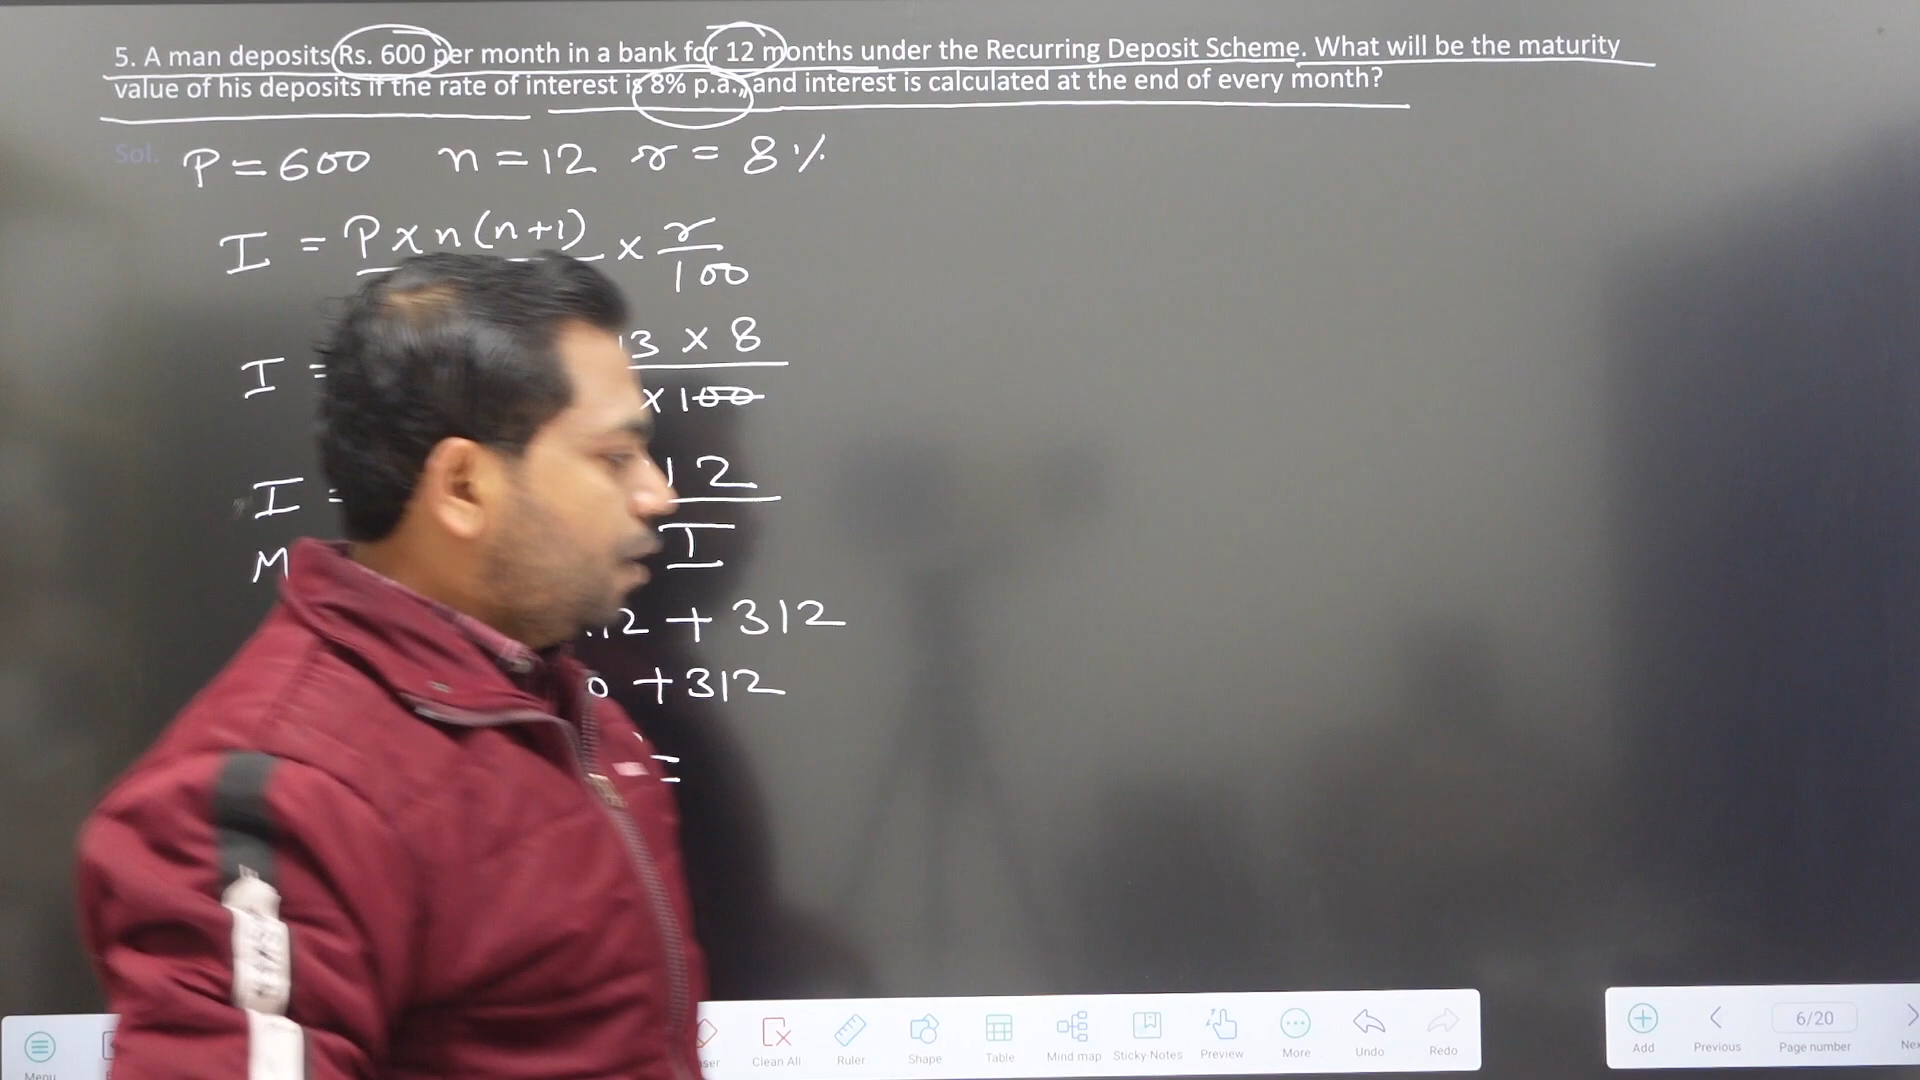 5. A man deposits Rs. 600 per month in a bank for 12 months under the Recurring Deposit Scheme. What will be the maturity
value of his deposits if the rate of interest is 8% p.a., and interest is calculated at the end of every month?
Sol. P = 600 n = 12 r = 8 %
I = P x n (n+1) x r
100
I = 13 x 8
x 100
I = 12
M I
12 + 312
0 + 312
=
Menu Clean All Ruler Shape Table Mind map Sticky Notes Preview More Undo Redo
Add Previous 6/20 Page number